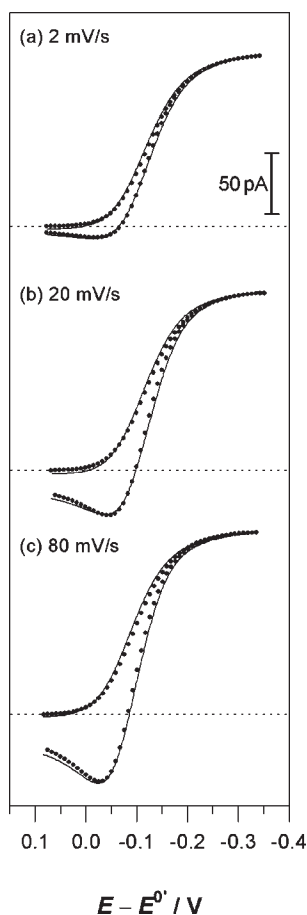 (a) 2 mV/s
50 pA
(b) 20 mV/s
(c) 80 mV/s
0.1 0.0 -0.1 -0.2 -0.3 -0.4
E – E0' / V